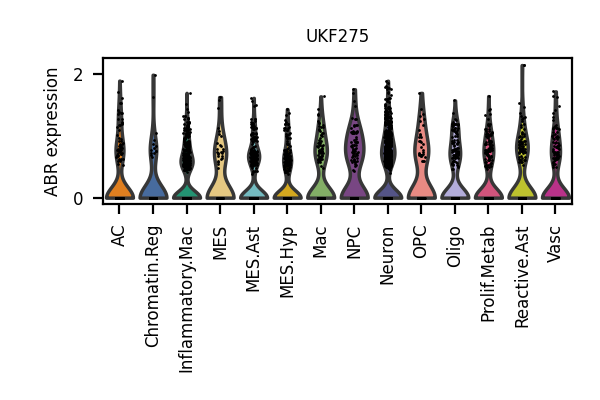 UKF275
ABR expression
2
0
AC
Chromatin.Reg
Inflammatory.Mac
MES
MES.Ast
MES.Hyp
Mac
NPC
Neuron
OPC
Oligo
Prolif.Metab
Reactive.Ast
Vasc